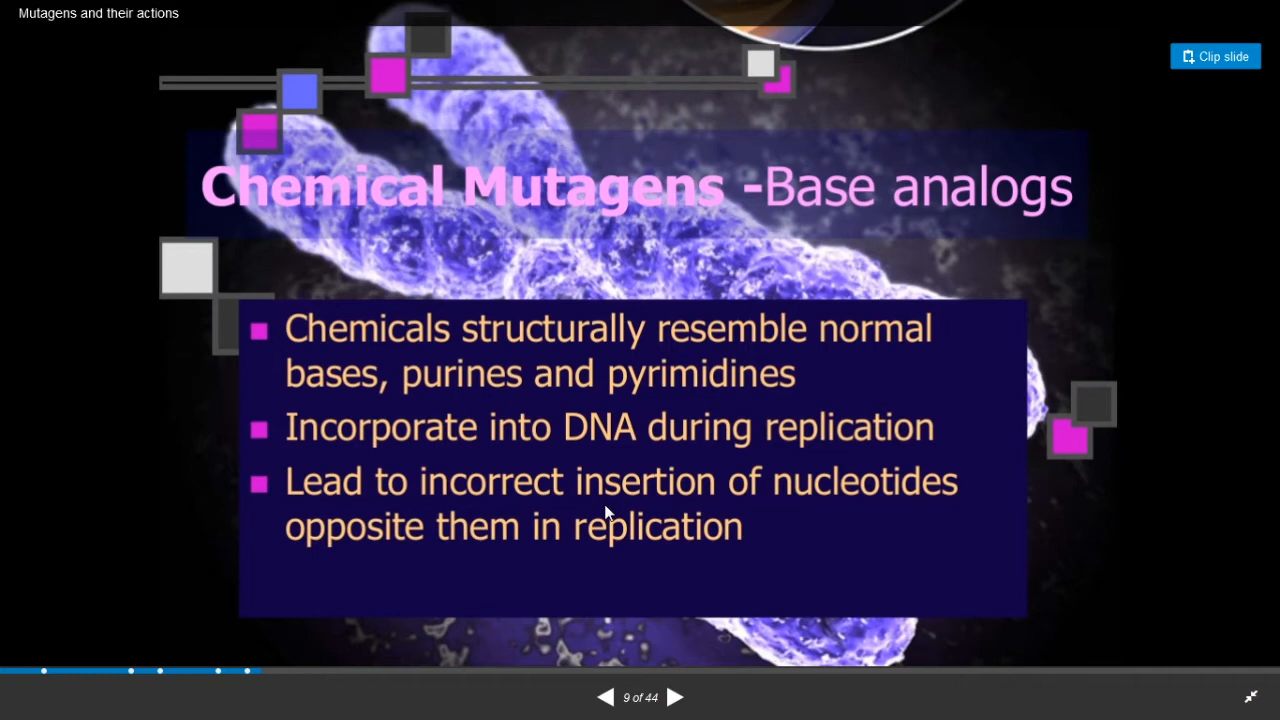 Mutagens and their actions
Clip slide
Chemical Mutagens -Base analogs
Chemicals structurally resemble normal
bases, purines and pyrimidines
Incorporate into DNA during replication
Lead to incorrect insertion of nucleotides
opposite them in replication
9 of 44